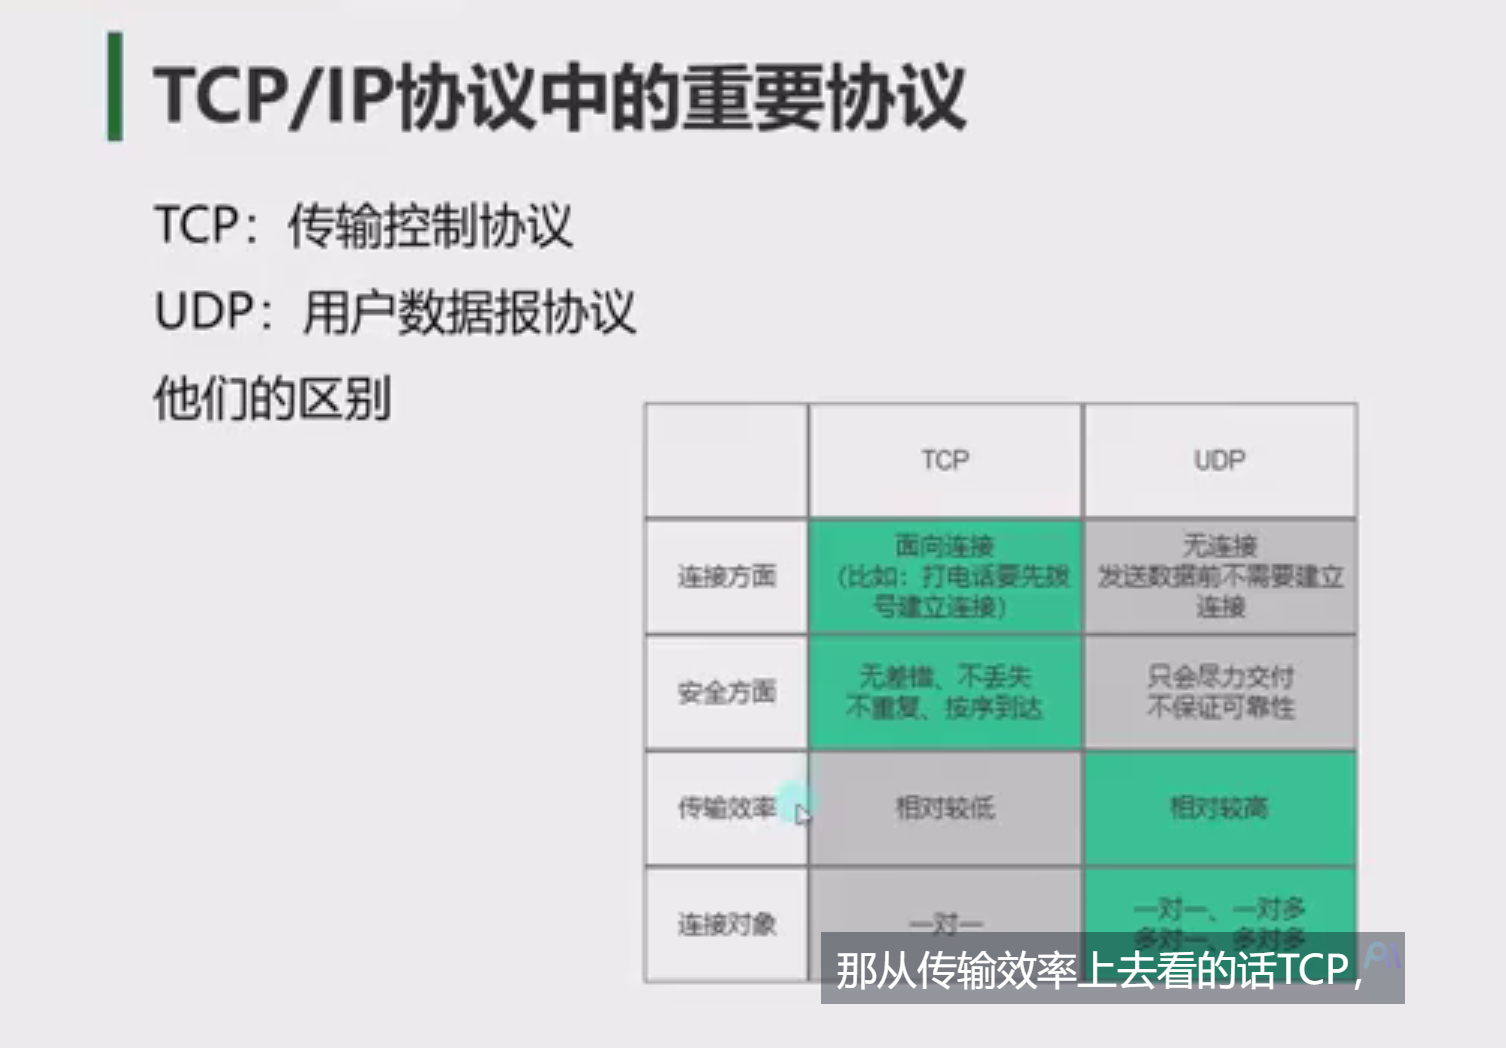 TCP/IP协议中的重要协议
TCP：传输控制协议
UDP：用户数据报协议
他们的区别
TCP
UDP
连接方面
面向连接
（比如：打电话要先拨
号建立连接）
无连接
发送数据前不需要建立
连接
安全方面
无差错、不丢失
不重复、按序到达
只会尽力交付
不保证可靠性
传输效率
相对较低
相对较高
连接对象
一对一
一对一、一对多
多对一、多对多
那从传输效率上去看的话TCP，
AI